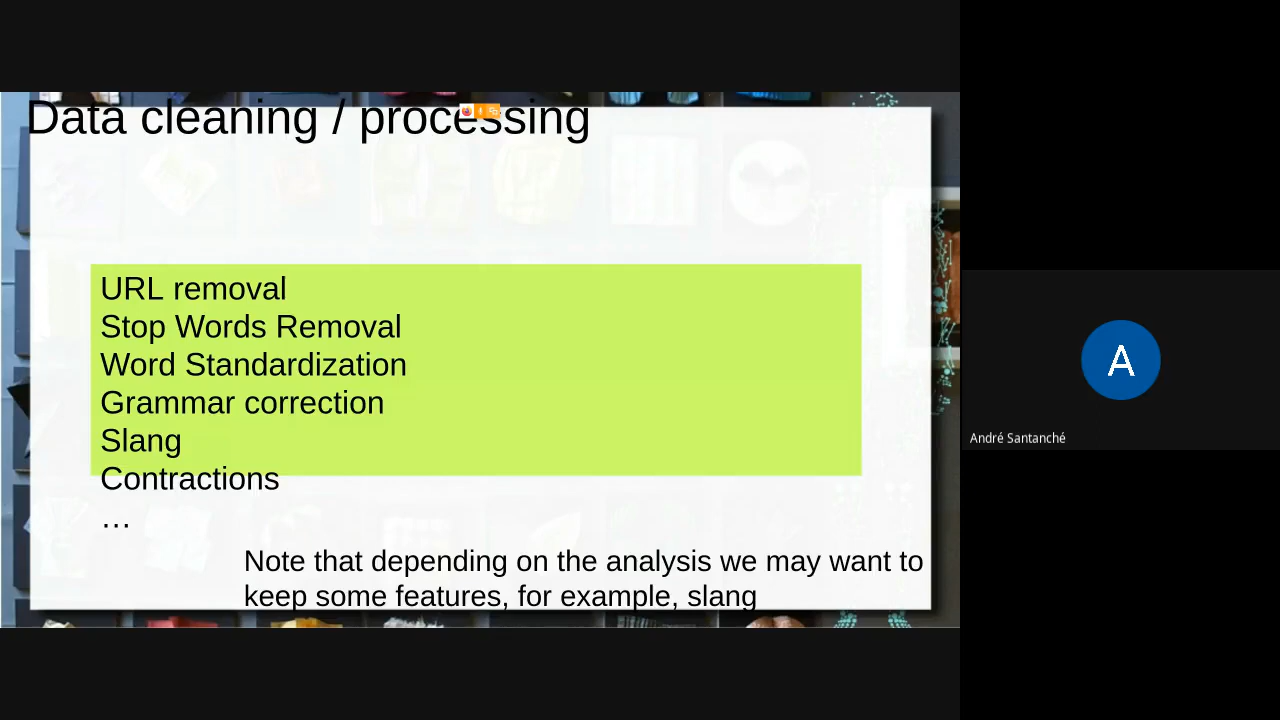 Data cleaning / processing
URL removal
Stop Words Removal
Word Standardization
Grammar correction
Slang
Contractions
…
Note that depending on the analysis we may want to
keep some features, for example, slang
A
André Santanché